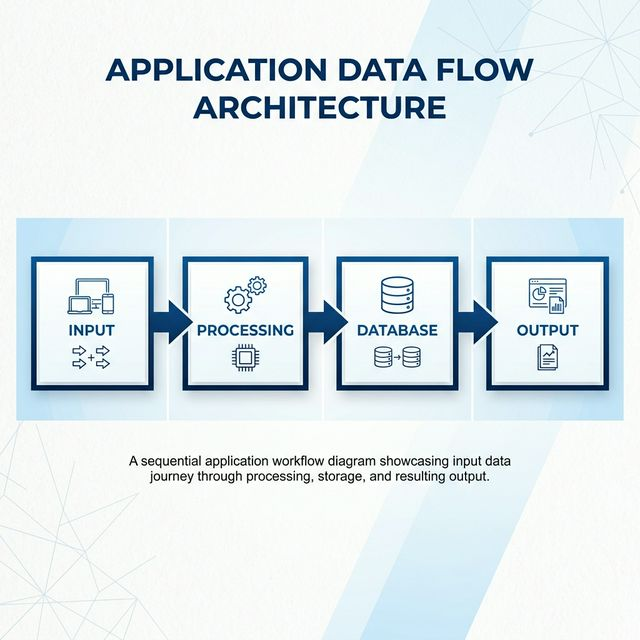 APPLICATION DATA FLOW
ARCHITECTURE
INPUT
PROCESSING
DATABASE
OUTPUT
A sequential application workflow diagram showcasing input data
journey through processing, storage, and resulting output.